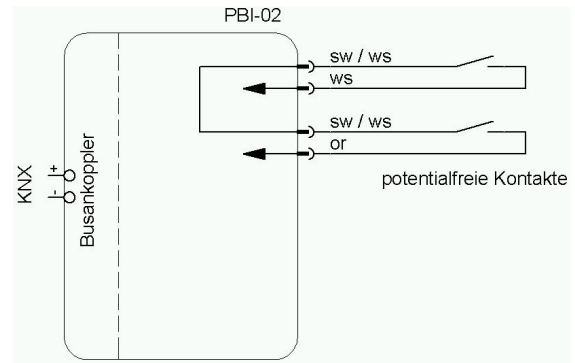 PBI-02
sw / ws
ws
sw / ws
or
potentialfreie Kontakte
KNX
+
-
Busankoppler